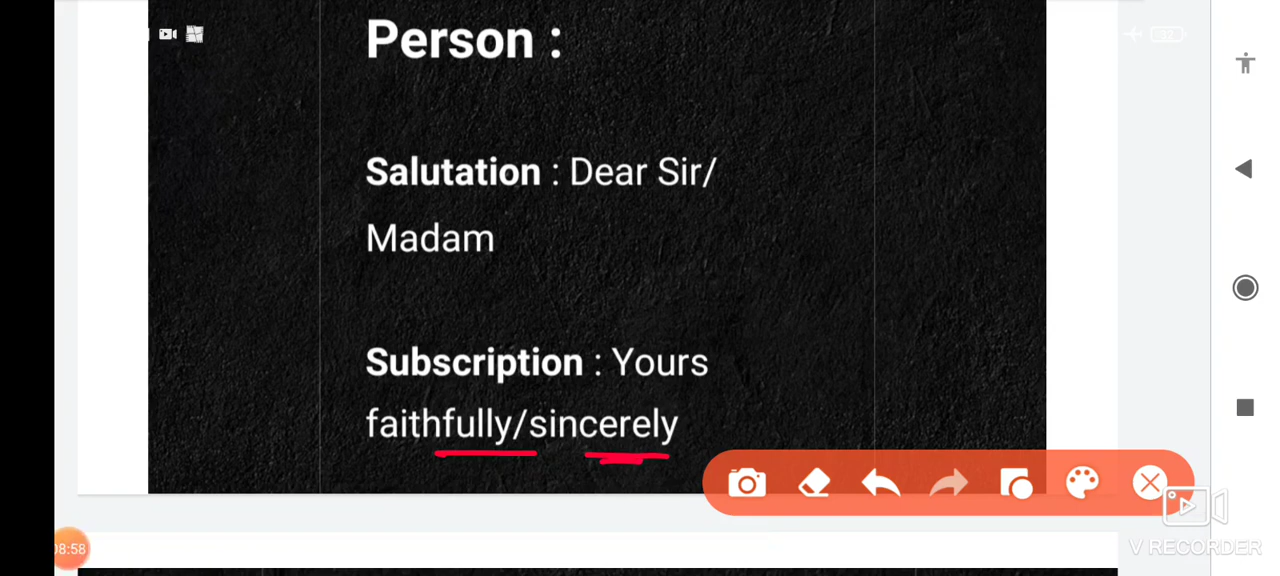 Person :
Salutation : Dear Sir/
Madam
Subscription : Yours
faithfully/sincerely
08:58
V RECORDER